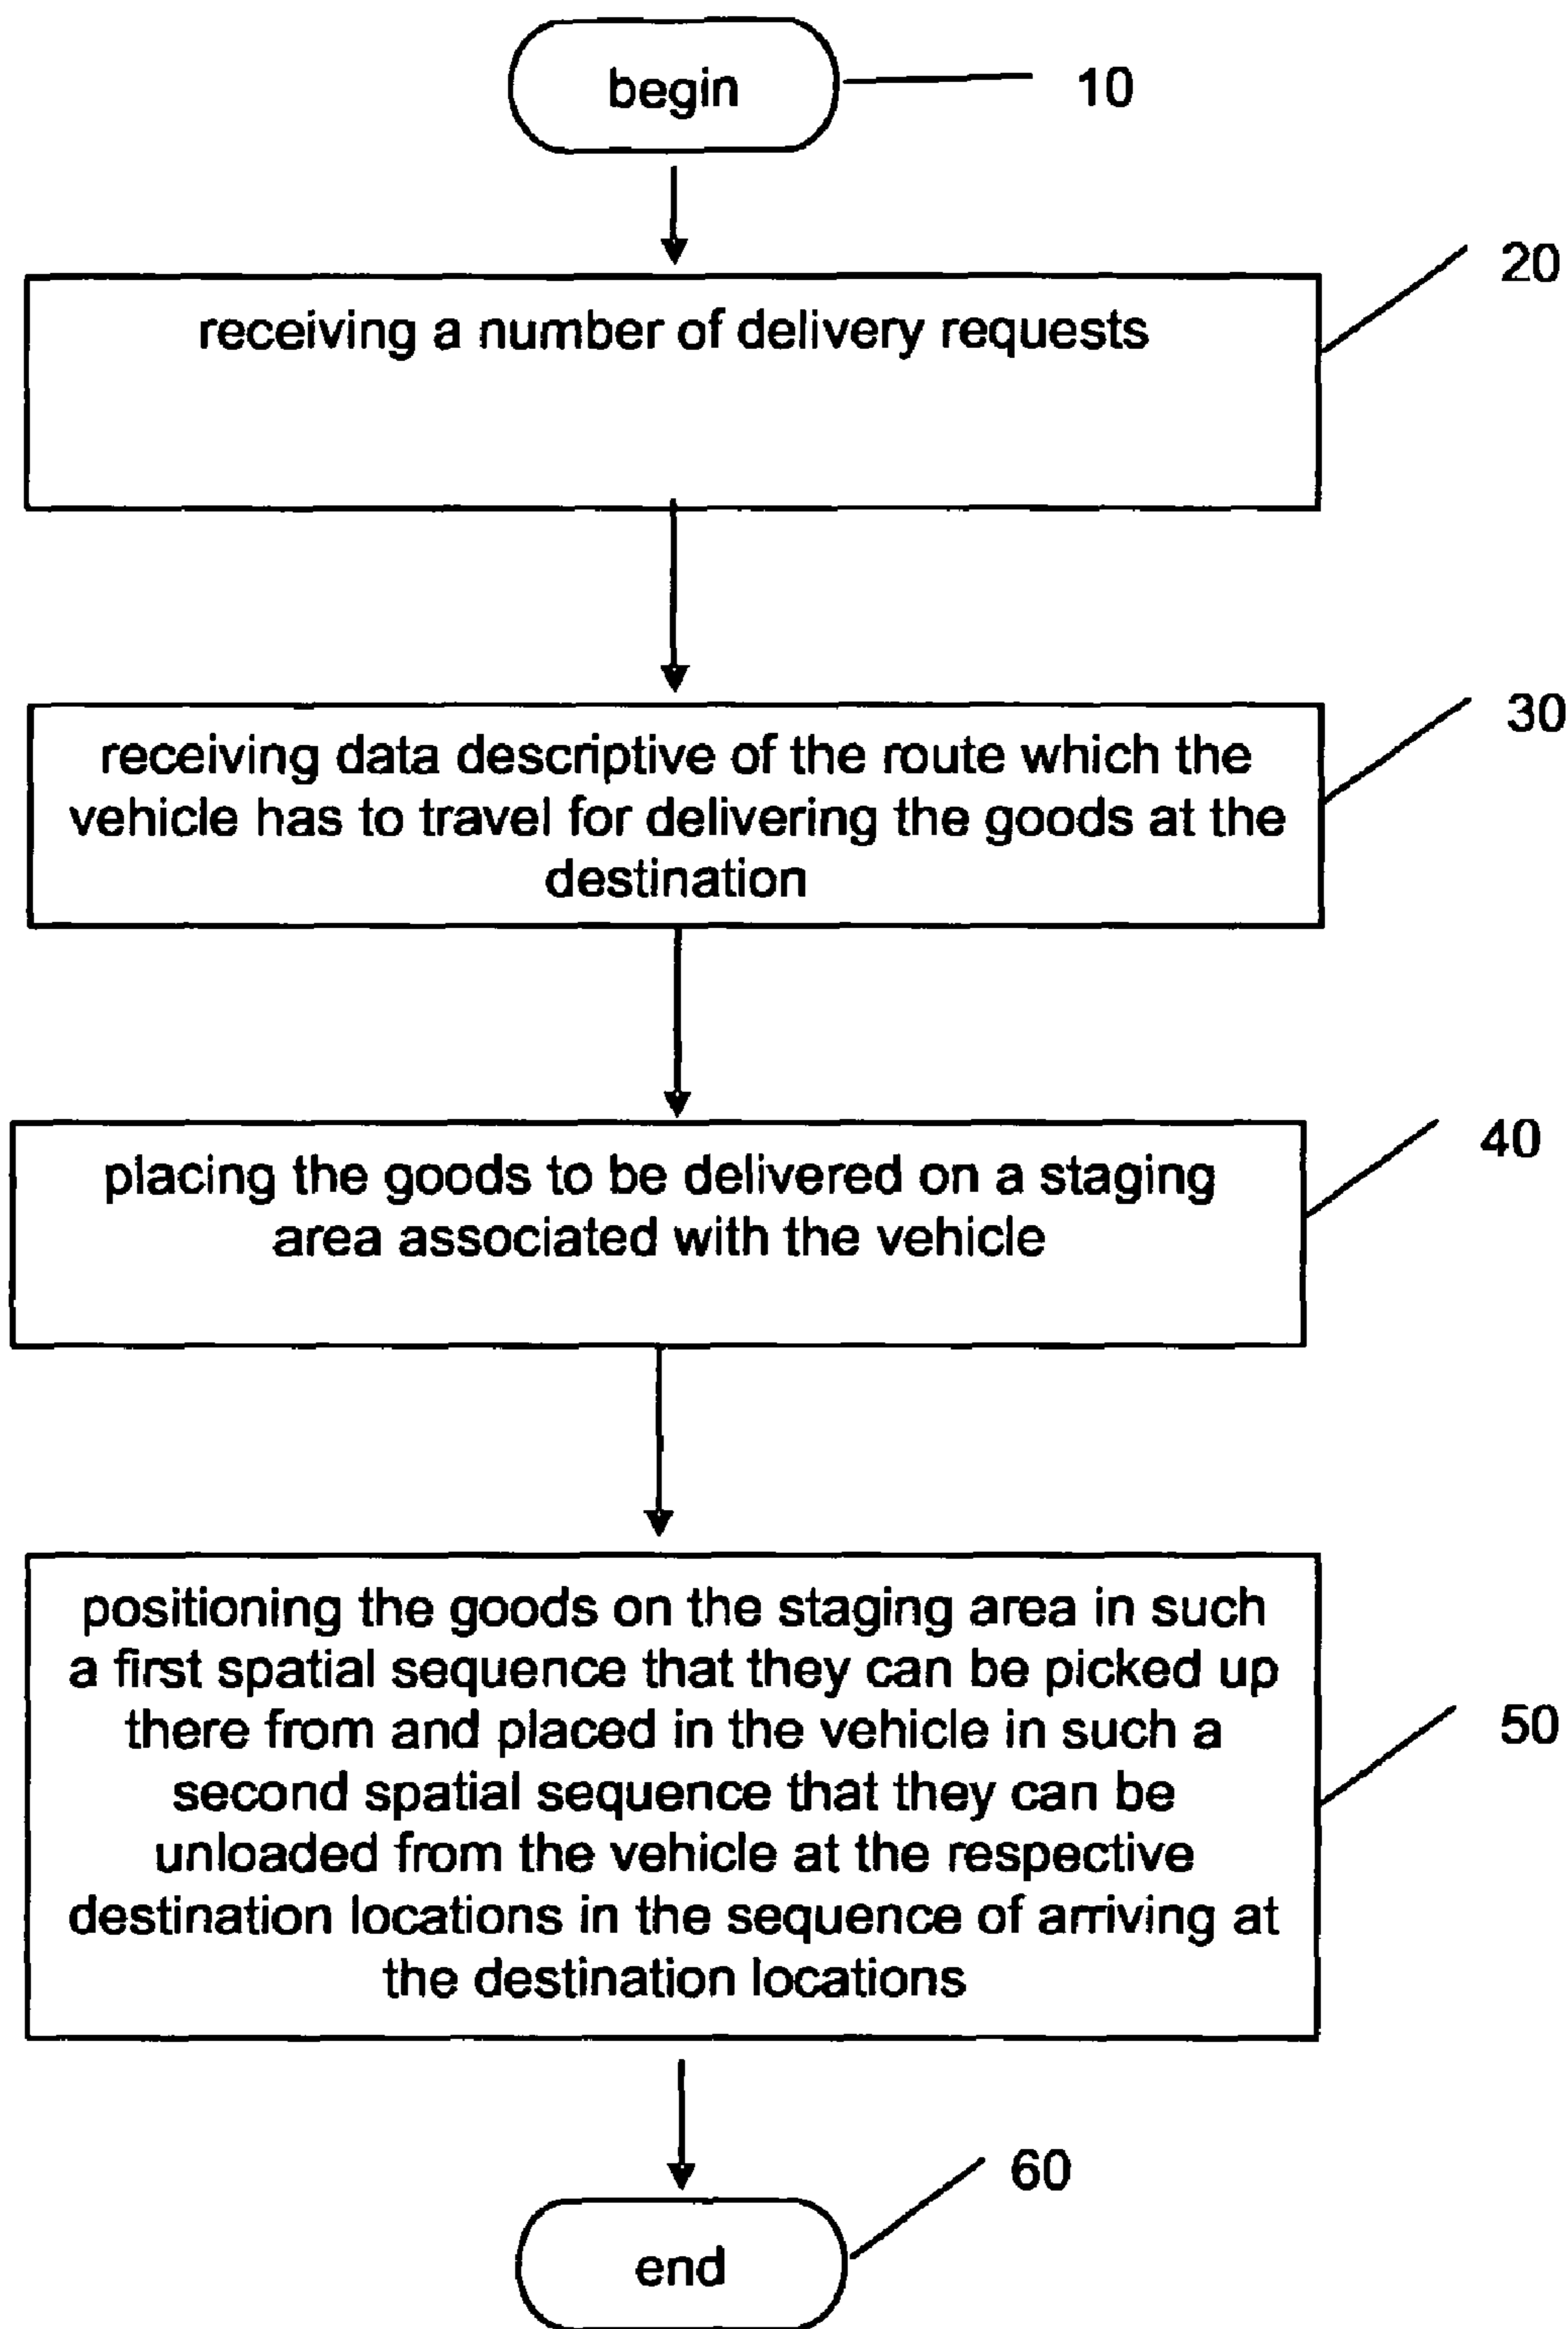 begin
10
20
receiving a number of delivery requests
30
receiving data descriptive of the route which the
vehicle has to travel for delivering the goods at the
destination
40
placing the goods to be delivered on a staging
area associated with the vehicle
positioning the goods on the staging area in such
a first spatial sequence that they can be picked up
there from and placed in the vehicle in such a
50
second spatial sequence that they can be
unloaded from the vehicle at the respective
destination locations in the sequence of arriving at
the destination locations
60
end